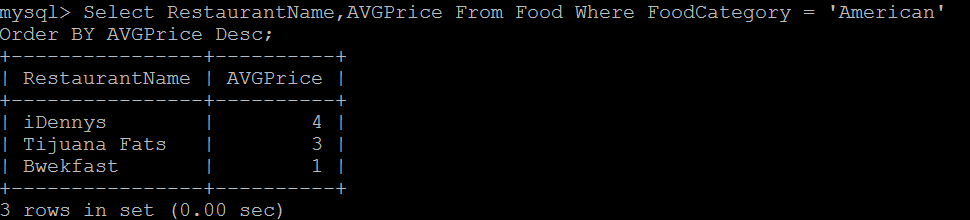 mysql> Select RestaurantName,AVGPrice From Food Where FoodCategory = 'American'
Order BY AVGPrice Desc;
+----------------+----------+
| RestaurantName | AVGPrice |
+----------------+----------+
| iDennys        |        4 |
| Tijuana Fats   |        3 |
| Bwekfast       |        1 |
+----------------+----------+
3 rows in set (0.00 sec)